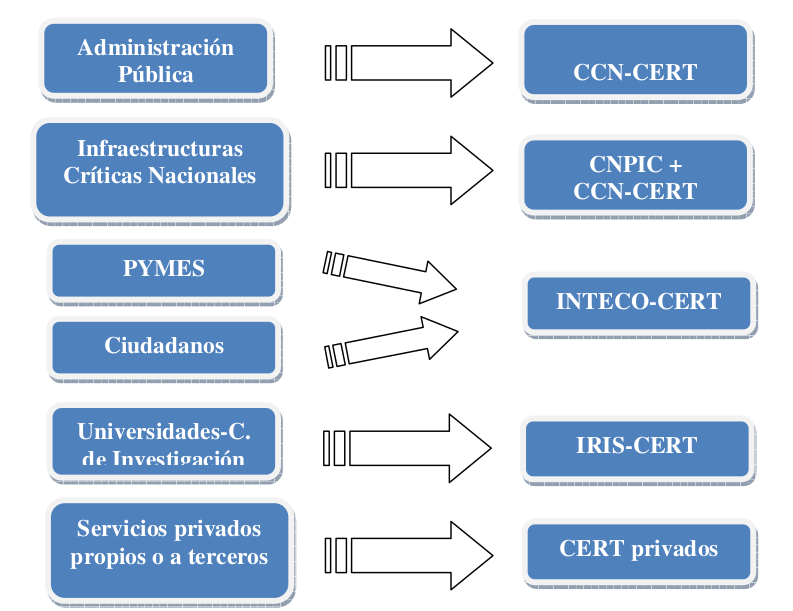 Administración
Pública
CCN-CERT
Infraestructuras
Críticas Nacionales
CNPIC +
CCN-CERT
PYMES
INTECO-CERT
Ciudadanos
Universidades-C.
de Investigación
IRIS-CERT
Servicios privados
propios o a terceros
CERT privados